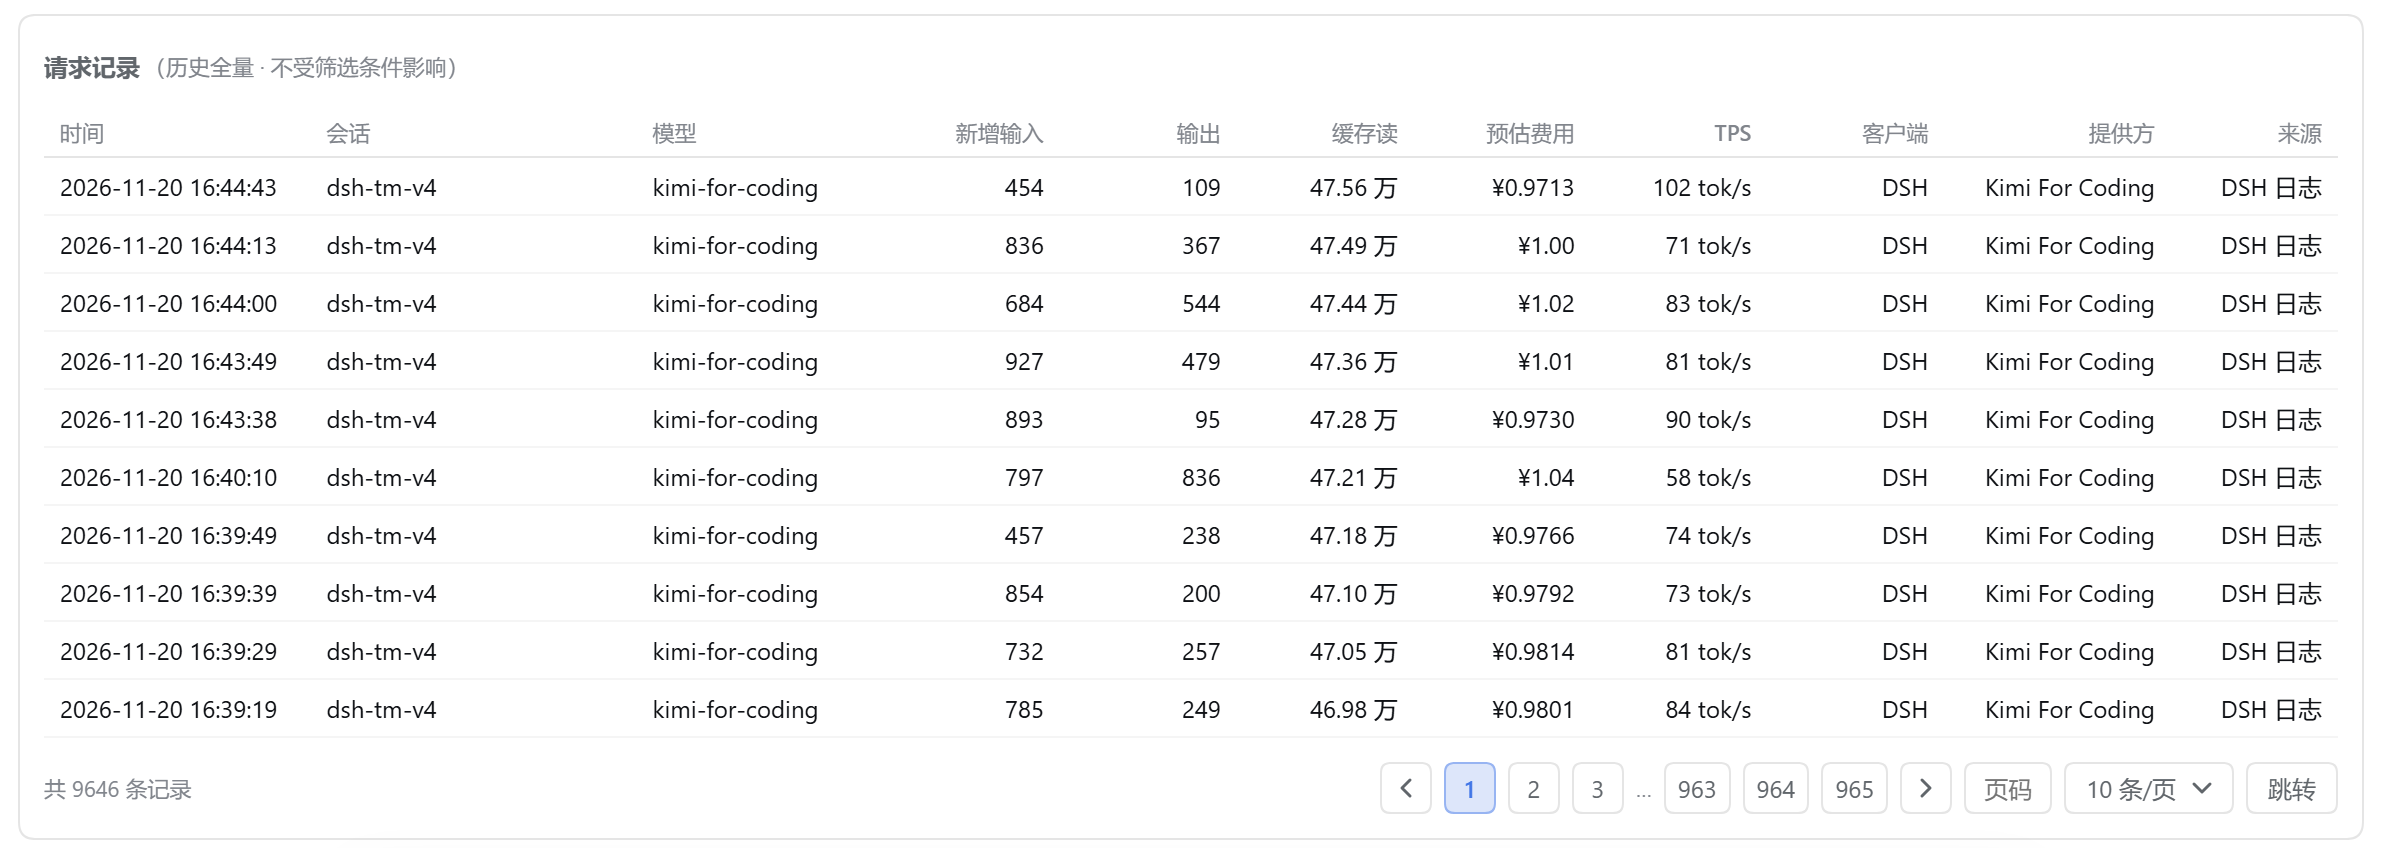 请求记录（历史全量 · 不受筛选条件影响）
时间 会话 模型 新增输入 输出 缓存读 预估费用 TPS 客户端 提供方 来源
2026-11-20 16:44:43 dsh-tm-v4 kimi-for-coding 454 109 47.56 万 ¥0.9713 102 tok/s DSH Kimi For Coding DSH 日志
2026-11-20 16:44:13 dsh-tm-v4 kimi-for-coding 836 367 47.49 万 ¥1.00 71 tok/s DSH Kimi For Coding DSH 日志
2026-11-20 16:44:00 dsh-tm-v4 kimi-for-coding 684 544 47.44 万 ¥1.02 83 tok/s DSH Kimi For Coding DSH 日志
2026-11-20 16:43:49 dsh-tm-v4 kimi-for-coding 927 479 47.36 万 ¥1.01 81 tok/s DSH Kimi For Coding DSH 日志
2026-11-20 16:43:38 dsh-tm-v4 kimi-for-coding 893 95 47.28 万 ¥0.9730 90 tok/s DSH Kimi For Coding DSH 日志
2026-11-20 16:40:10 dsh-tm-v4 kimi-for-coding 797 836 47.21 万 ¥1.04 58 tok/s DSH Kimi For Coding DSH 日志
2026-11-20 16:39:49 dsh-tm-v4 kimi-for-coding 457 238 47.18 万 ¥0.9766 74 tok/s DSH Kimi For Coding DSH 日志
2026-11-20 16:39:39 dsh-tm-v4 kimi-for-coding 854 200 47.10 万 ¥0.9792 73 tok/s DSH Kimi For Coding DSH 日志
2026-11-20 16:39:29 dsh-tm-v4 kimi-for-coding 732 257 47.05 万 ¥0.9814 81 tok/s DSH Kimi For Coding DSH 日志
2026-11-20 16:39:19 dsh-tm-v4 kimi-for-coding 785 249 46.98 万 ¥0.9801 84 tok/s DSH Kimi For Coding DSH 日志
共 9646 条记录 1 2 3 ... 963 964 965 页码 10 条/页 跳转